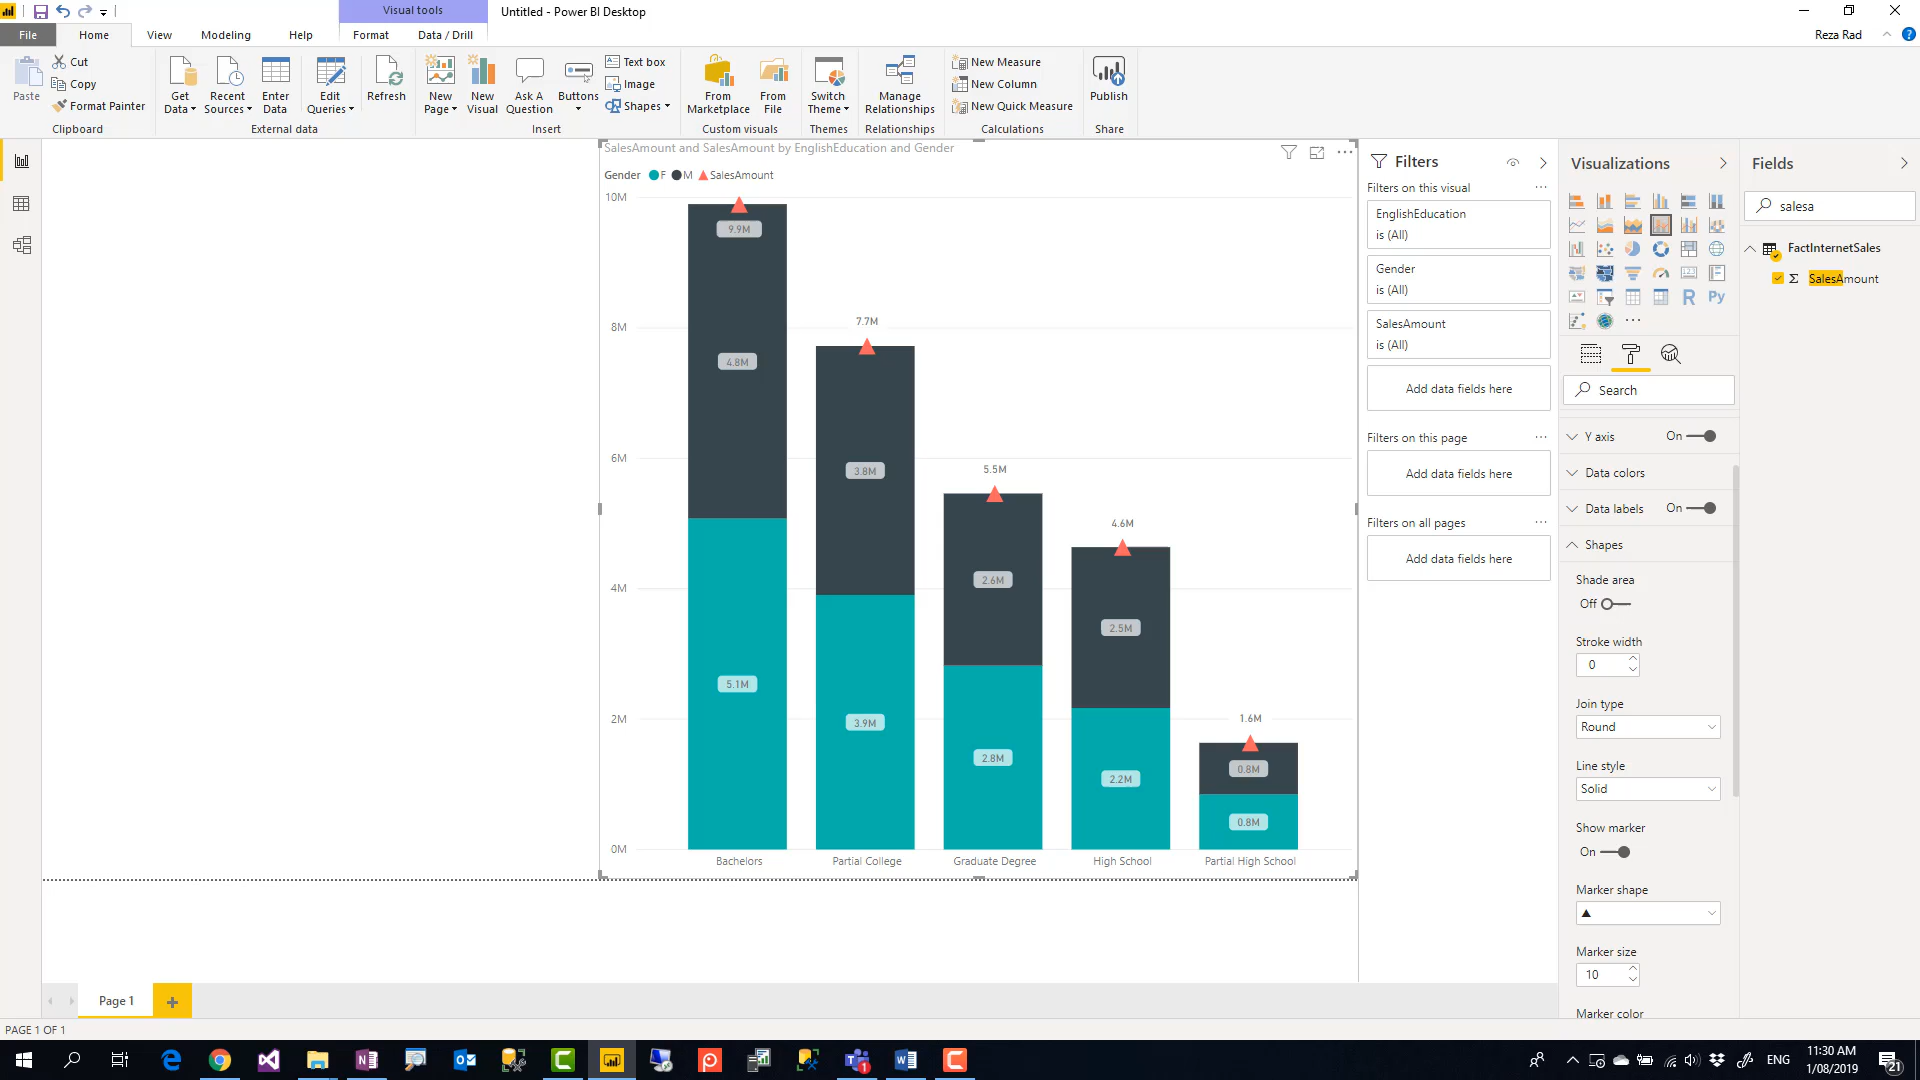 Visual tools
Untitled - Power BI Desktop
File
Home
View
Modeling
Help
Format
Data / Drill
Reza Rad
Paste
Cut
Copy
Format Painter
Clipboard
Get Data
Recent Sources
Enter Data
Edit Queries
Refresh
External data
New Page
New Visual
Ask A Question
Buttons
Text box
Image
Shapes
Insert
From Marketplace
From File
Custom visuals
Switch Theme
Themes
Manage Relationships
Relationships
New Measure
New Column
New Quick Measure
Calculations
Publish
Share
SalesAmount and SalesAmount by EnglishEducation and Gender
Gender F M SalesAmount
10M
8M
6M
4M
2M
0M
9.9M
4.8M
5.1M
7.7M
3.8M
3.9M
5.5M
2.6M
2.8M
4.6M
2.5M
2.2M
1.6M
0.8M
0.8M
Bachelors
Partial College
Graduate Degree
High School
Partial High School
Filters
Filters on this visual
EnglishEducation
is (All)
Gender
is (All)
SalesAmount
is (All)
Add data fields here
Filters on this page
Add data fields here
Filters on all pages
Add data fields here
Visualizations
R
Py
Search
Y axis On
Data colors
Data labels On
Shapes
Shade area
Off
Stroke width
0
Join type
Round
Line style
Solid
Show marker
On
Marker shape
Marker size
10
Marker color
Fields
salesa
FactInternetSales
SalesAmount
Page 1
PAGE 1 OF 1
ENG
11:30 AM
1/08/2019
21